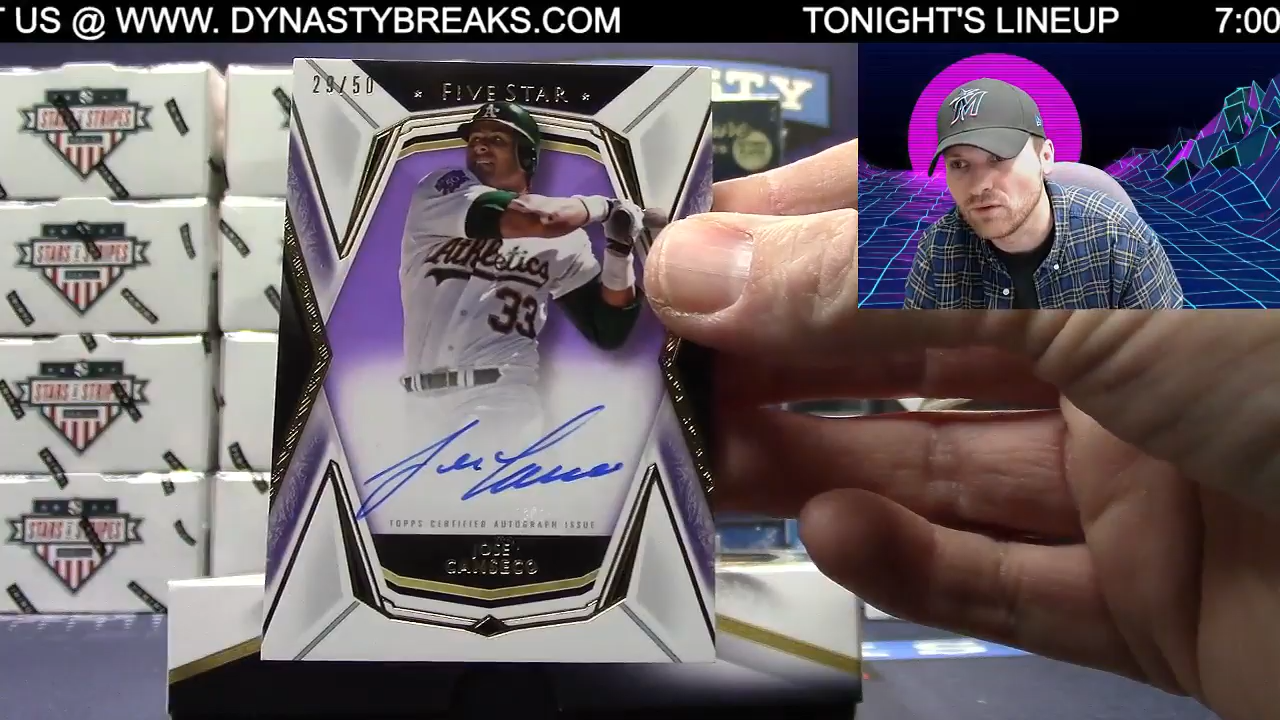 T US @ WWW. DYNASTYBREAKS.COM
TONIGHT'S LINEUP
7:00
29/50
★ FIVE STAR ★
A
Athletics
33
TOPPS CERTIFIED AUTOGRAPH ISSUE
JOSE
CANSECO
STARS & STRIPES
STARS & STRIPES
STARS & STRIPES
STARS & STRIPES
M